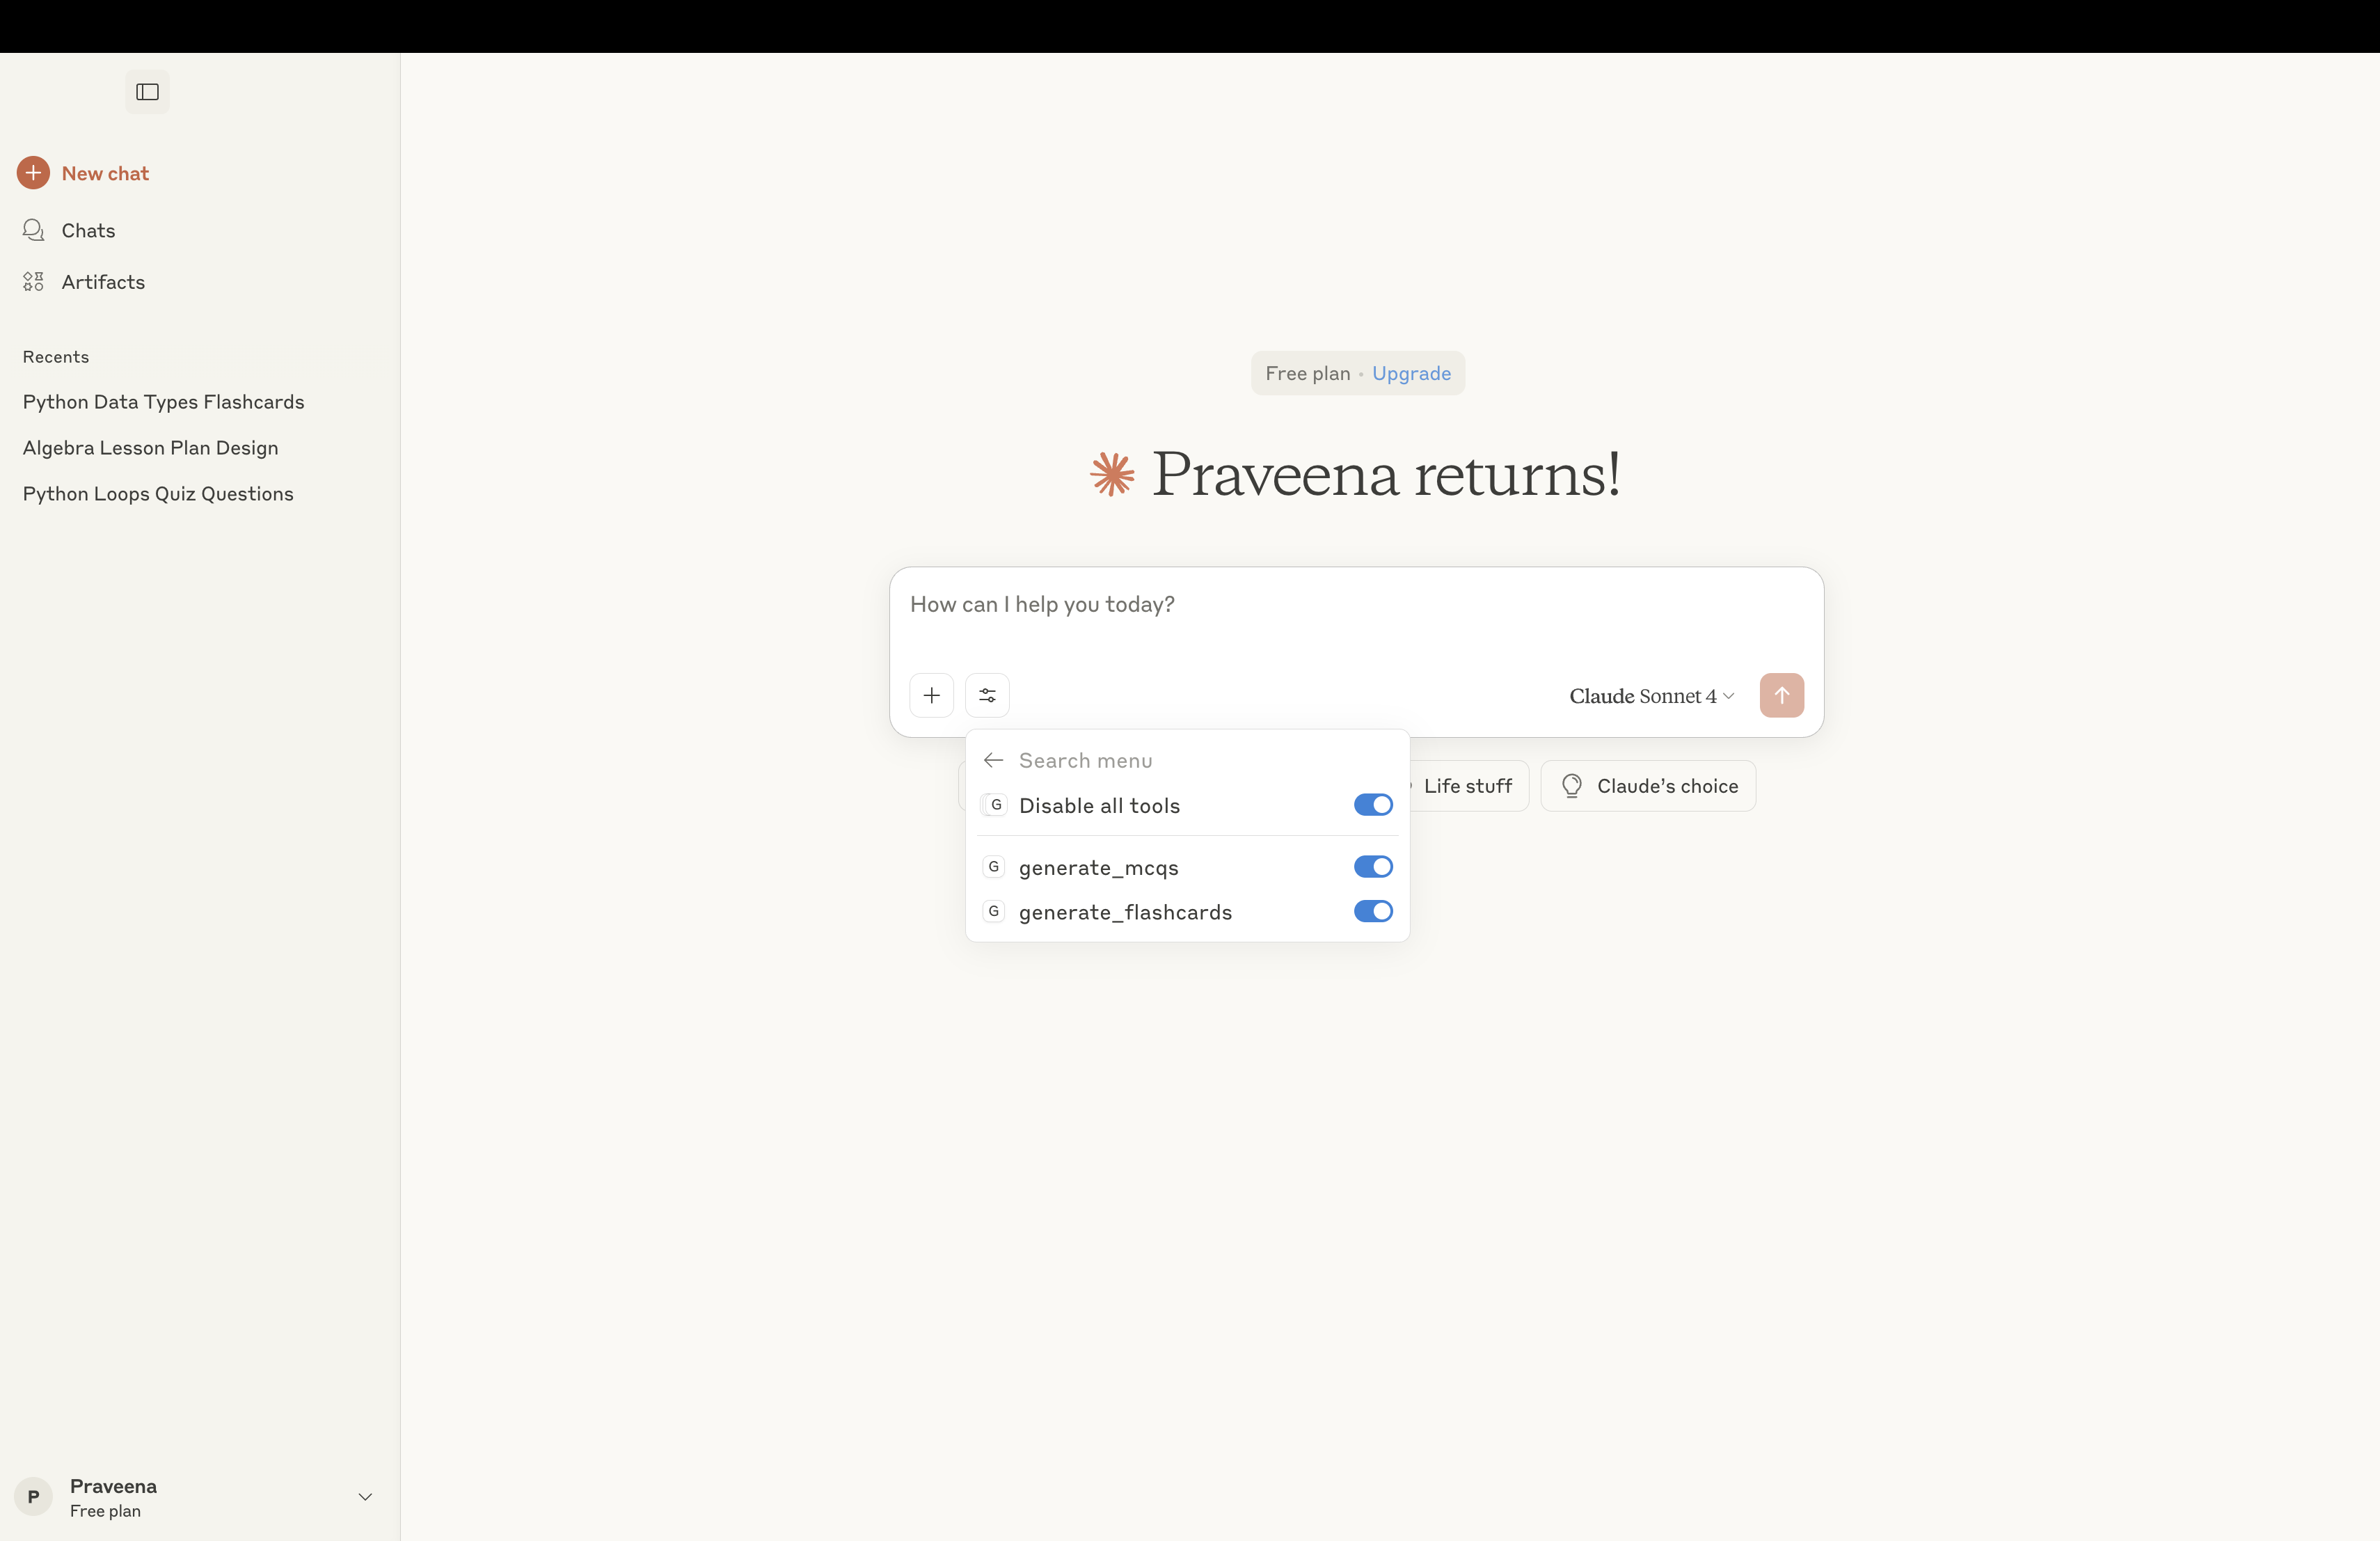 New chat
Chats
Artifacts
Recents
Python Data Types Flashcards
Algebra Lesson Plan Design
Python Loops Quiz Questions
Free plan • Upgrade
Praveena returns!
How can I help you today?
Claude Sonnet 4
Search menu
G Disable all tools
G generate_mcqs
G generate_flashcards
Life stuff
Claude’s choice
P
Praveena
Free plan